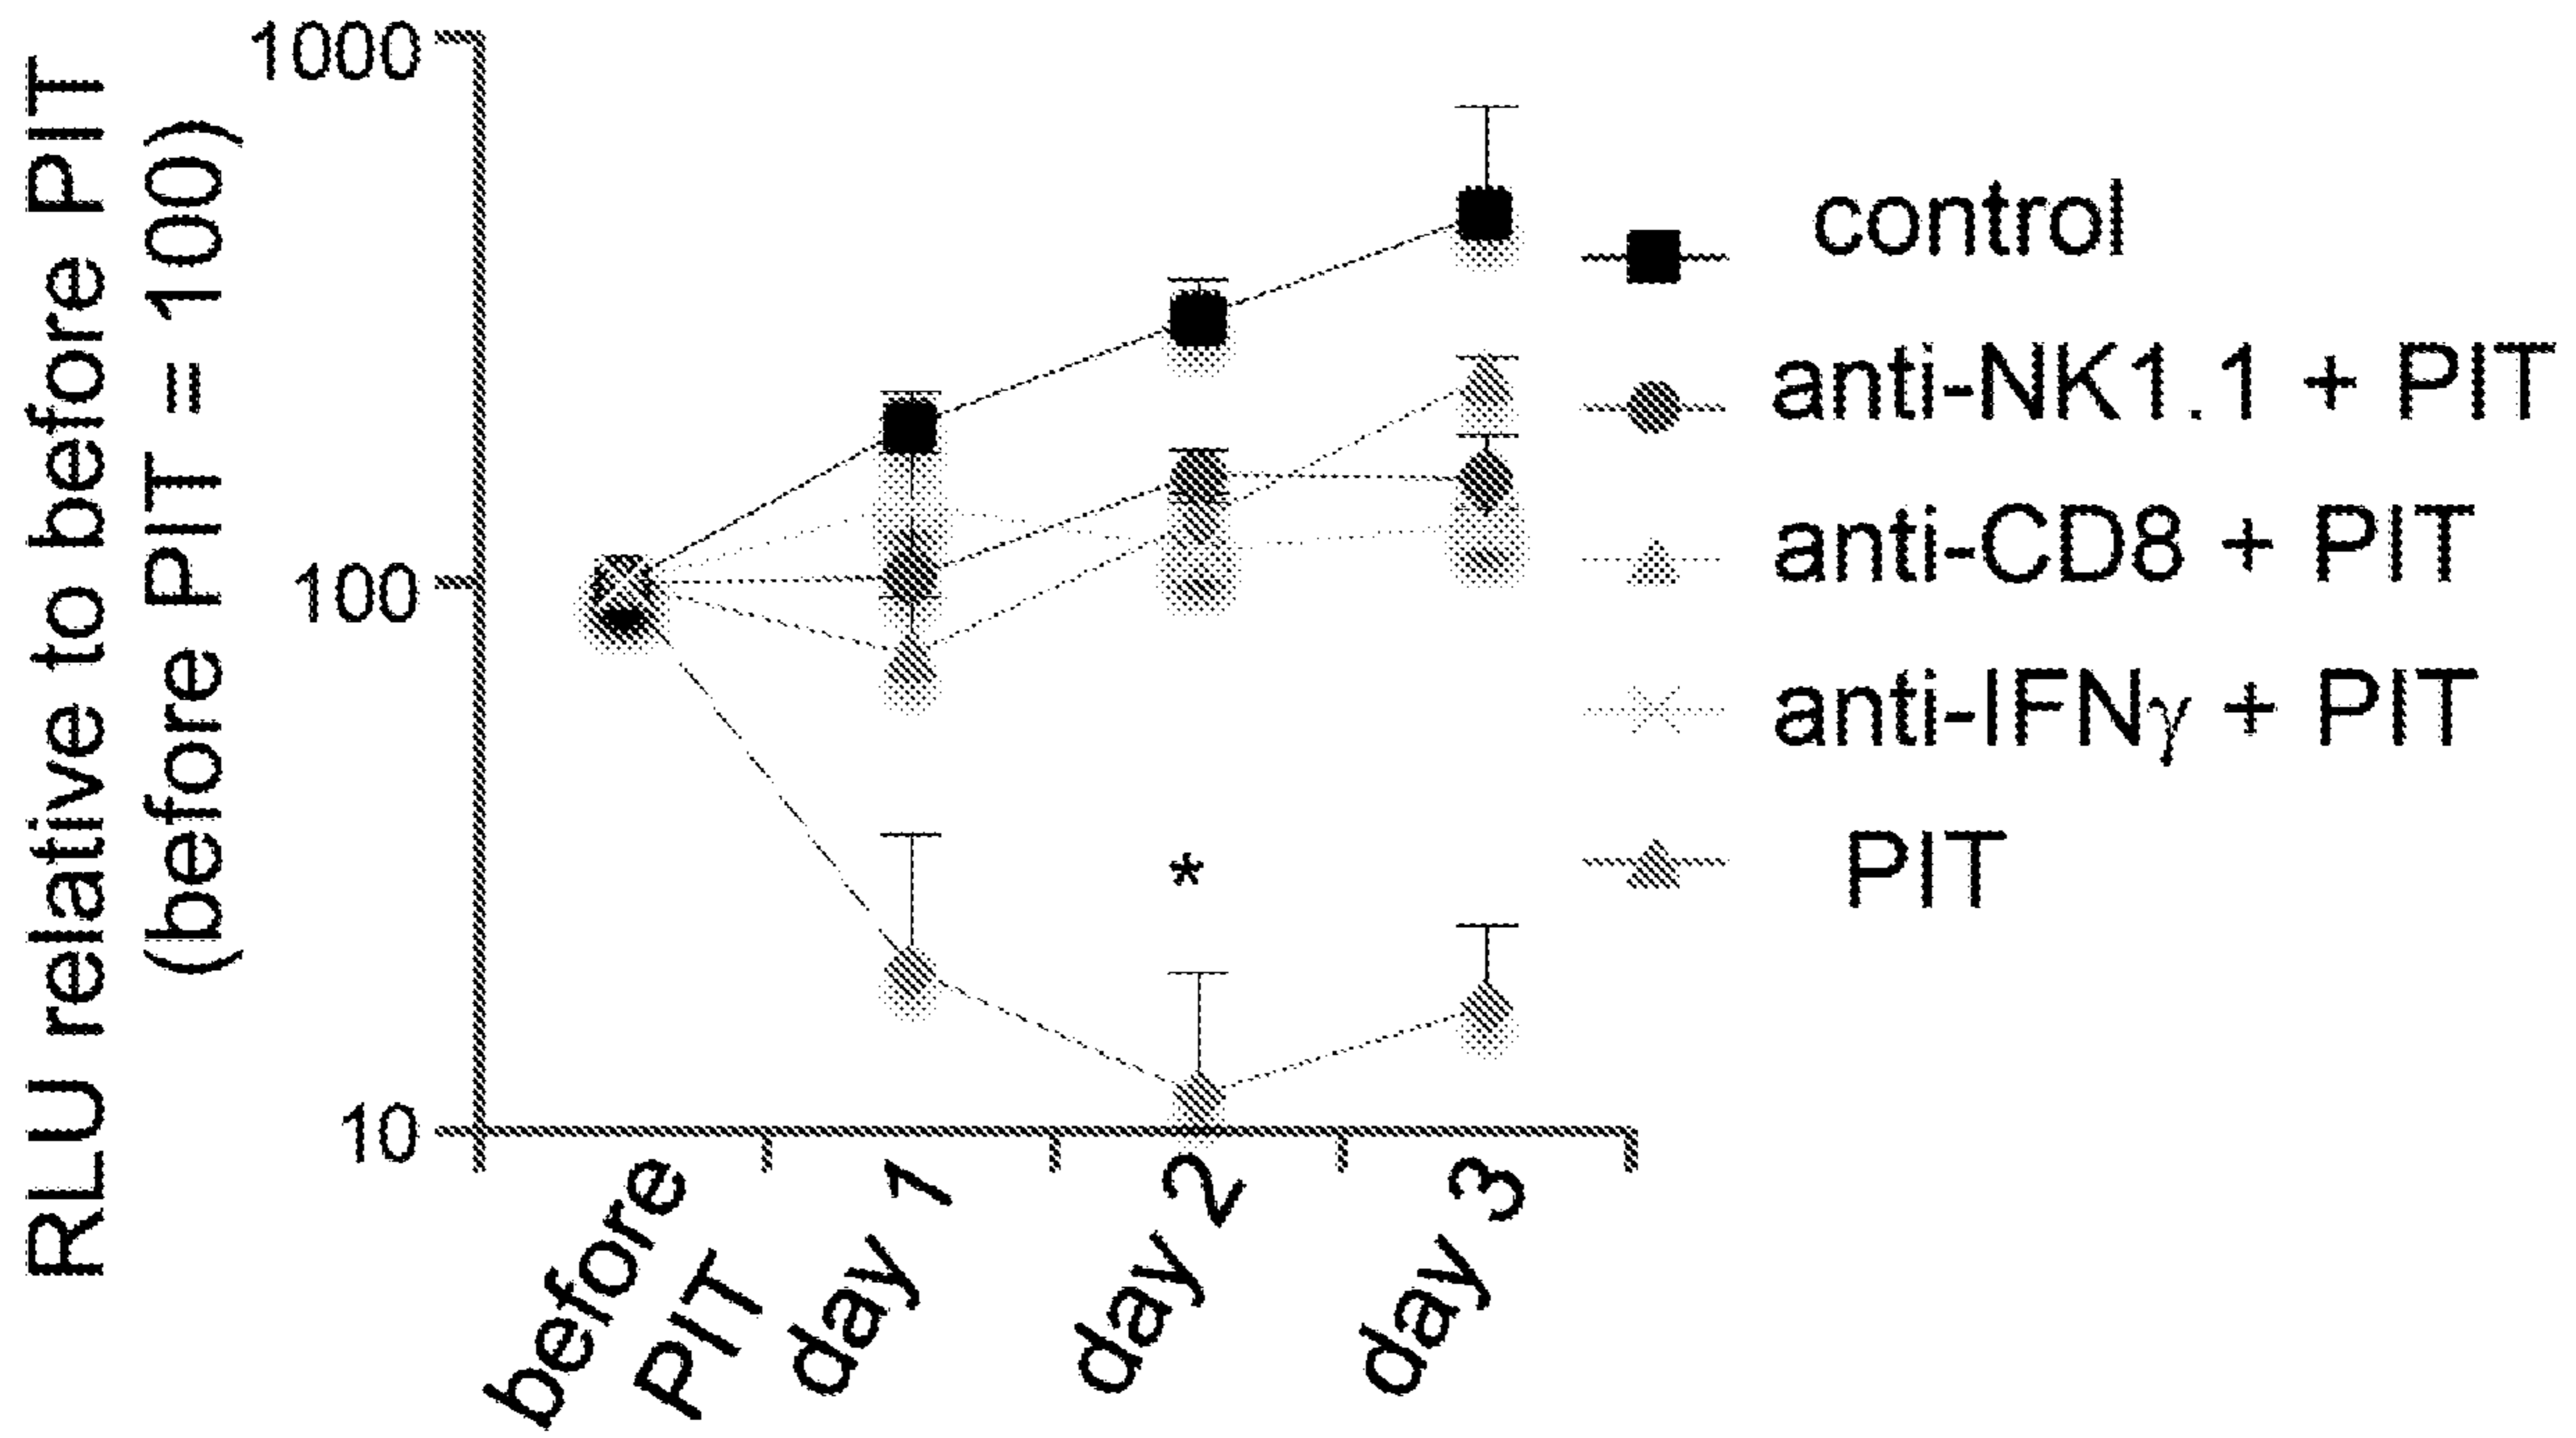 RLU relative to before PIT
(before PIT = 100)
1000
100
10
*
before
PIT
day 1
day 2
day 3
control
anti-NK1.1 + PIT
anti-CD8 + PIT
anti-IFNγ + PIT
PIT